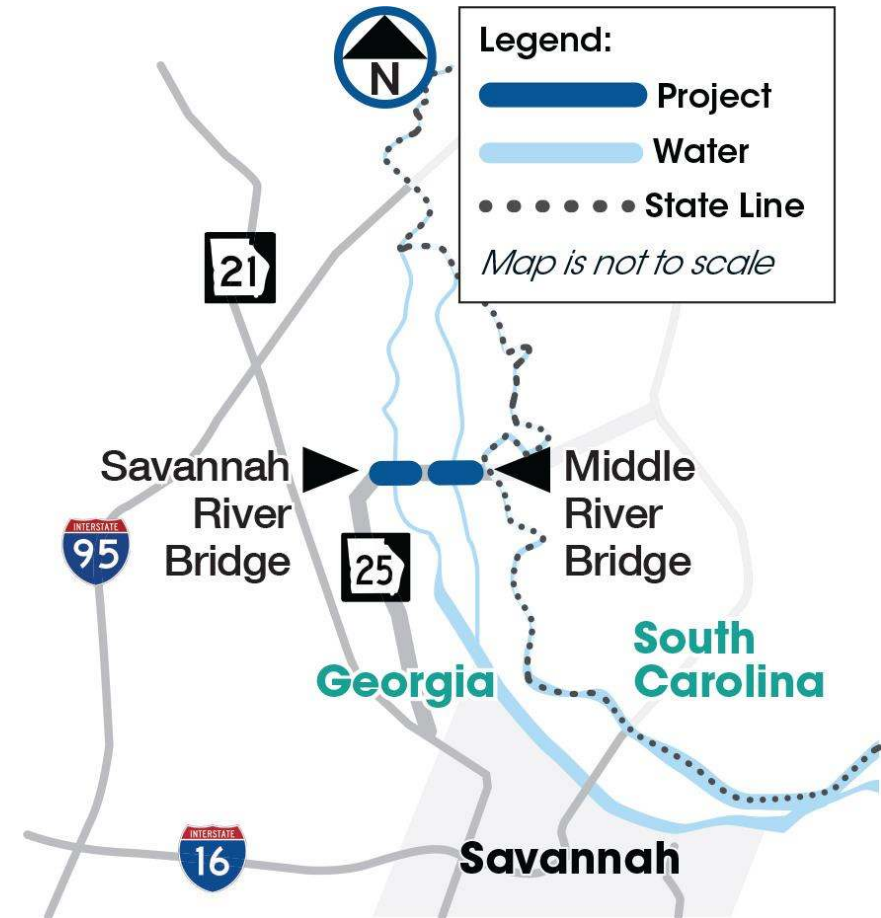 N
Legend:
Project
Water
State Line
Map is not to scale
21
Savannah
River
Bridge
Middle
River
Bridge
INTERSTATE
95
25
Georgia
South
Carolina
INTERSTATE
16
Savannah